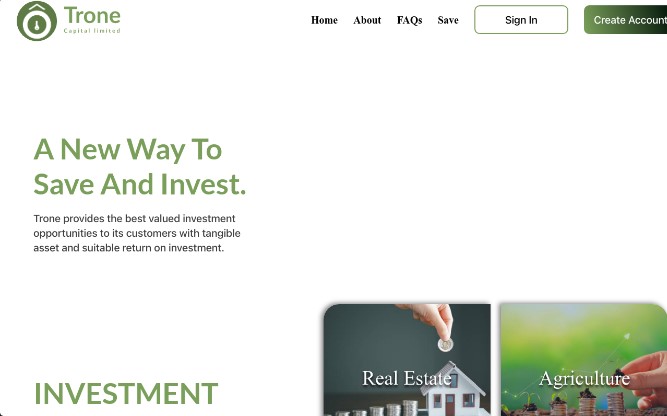 Trone
Capital limited
Home About FAQs Save Sign In Create Account
A New Way To
Save And Invest.
Trone provides the best valued investment
opportunities to its customers with tangible
asset and suitable return on investment.
Real Estate
Agriculture
INVESTMENT